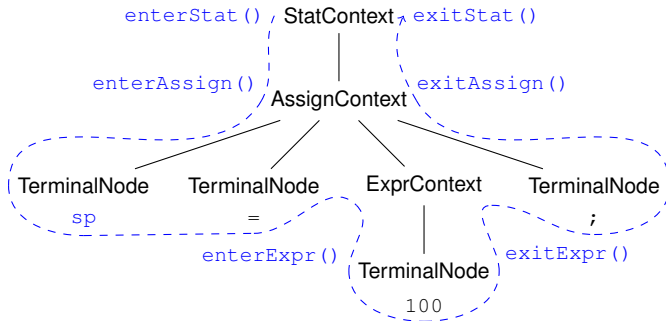 enterStat() StatContext exitStat()
enterAssign() exitAssign()
AssignContext
TerminalNode TerminalNode ExprContext TerminalNode
sp = ;
enterExpr() exitExpr()
TerminalNode
100